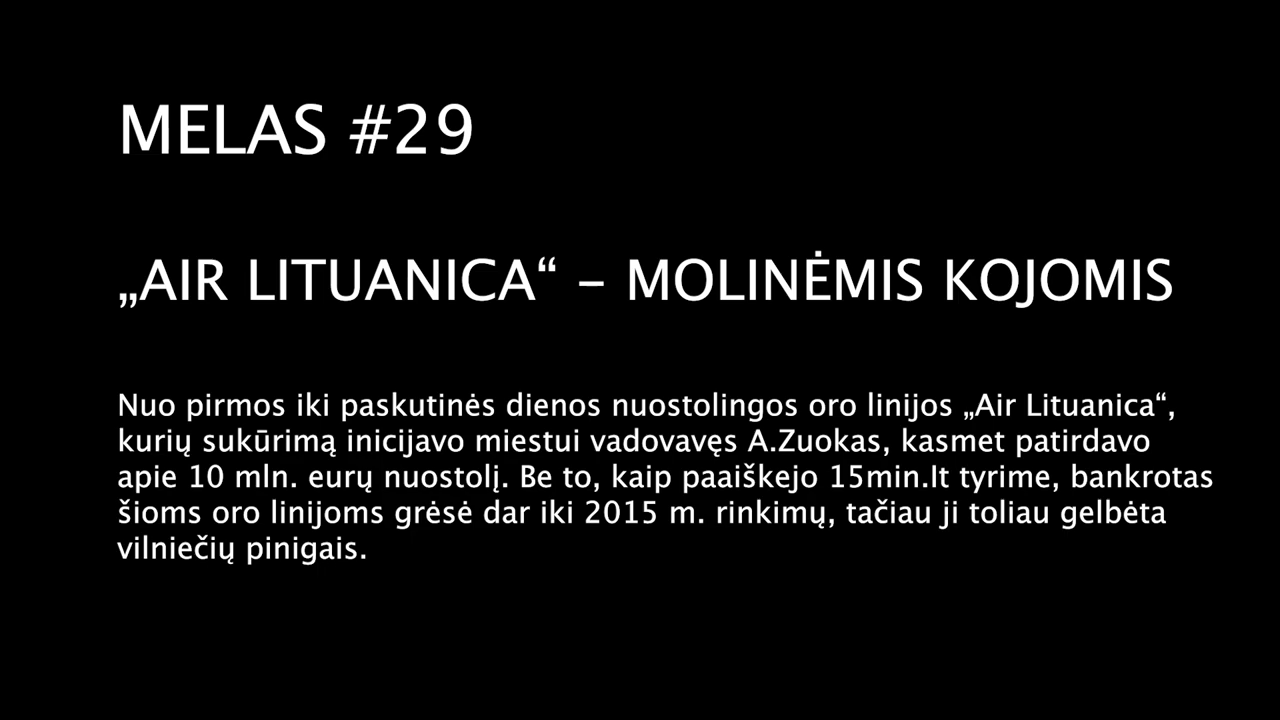 MELAS #29
„AIR LITUANICA“ – MOLINĖMIS KOJOMIS
Nuo pirmos iki paskutinės dienos nuostolingos oro linijos „Air Lituanica“,
kurių sukūrimą inicijavo miestui vadovavęs A.Zuokas, kasmet patirdavo
apie 10 mln. eurų nuostolį. Be to, kaip paaiškejo 15min.lt tyrime, bankrotas
šioms oro linijoms grėsė dar iki 2015 m. rinkimų, tačiau ji toliau gelbėta
vilniečių pinigais.